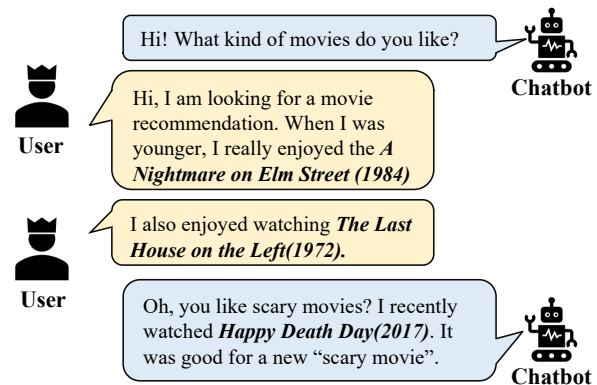 Hi! What kind of movies do you like?
Chatbot
Hi, I am looking for a movie
recommendation. When I was
younger, I really enjoyed the A
Nightmare on Elm Street (1984)
User
I also enjoyed watching The Last
House on the Left(1972).
User
Oh, you like scary movies? I recently
watched Happy Death Day(2017). It
was good for a new “scary movie”.
Chatbot